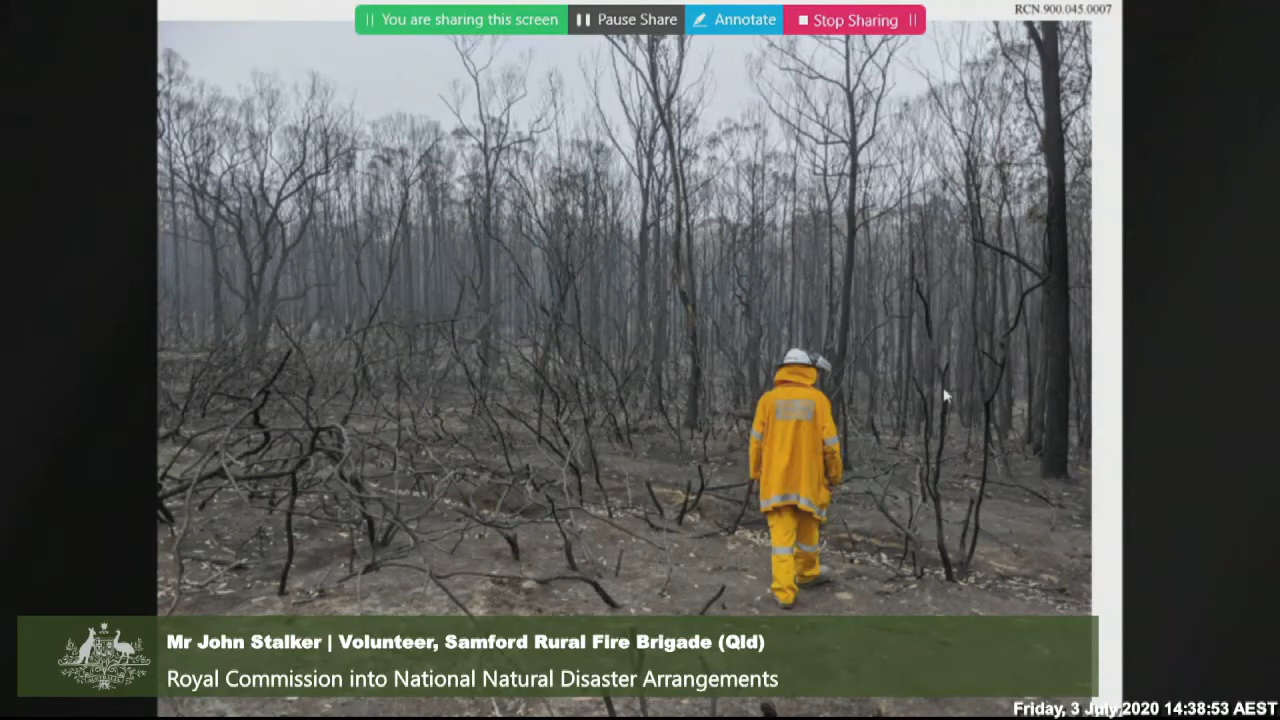 RCN.900.045.0007
You are sharing this screen
Pause Share
Annotate
Stop Sharing
Mr John Stalker | Volunteer, Samford Rural Fire Brigade (Qld)
Royal Commission into National Natural Disaster Arrangements
Friday, 3 July 2020 14:38:53 AEST